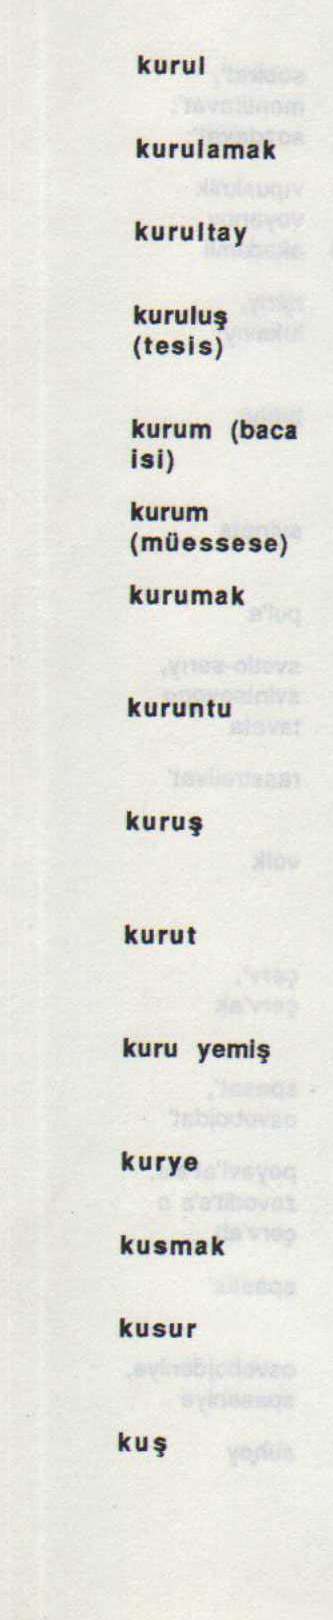 kurul
kurulamak
kurultay
kuruluş
(tesis)
kurum (baca
isi)
kurum
(müessese)
kurumak
kuruntu
kuruş
kurut
kuru yemiş
kurye
kusmak
kusur
kuş